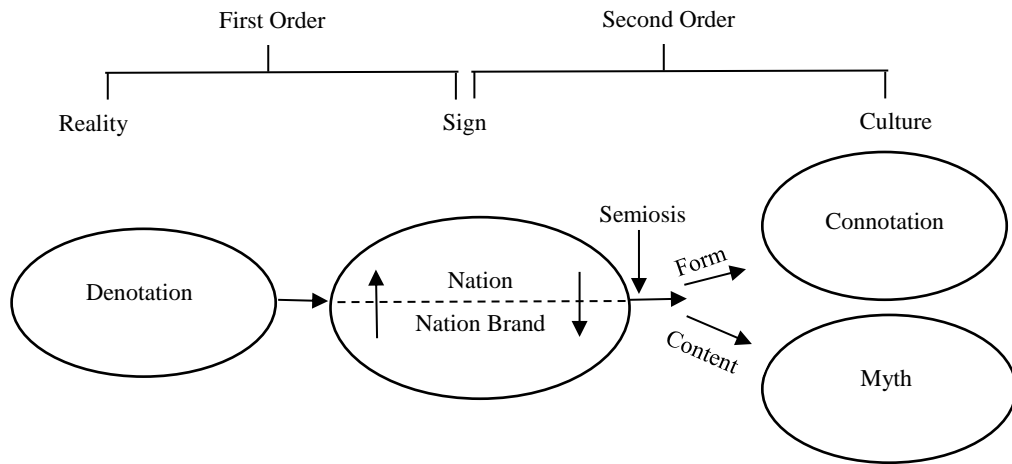 First Order
Second Order
Reality
Sign
Culture
Semiosis
Connotation
Form
Denotation
Nation
Nation Brand
Content
Myth